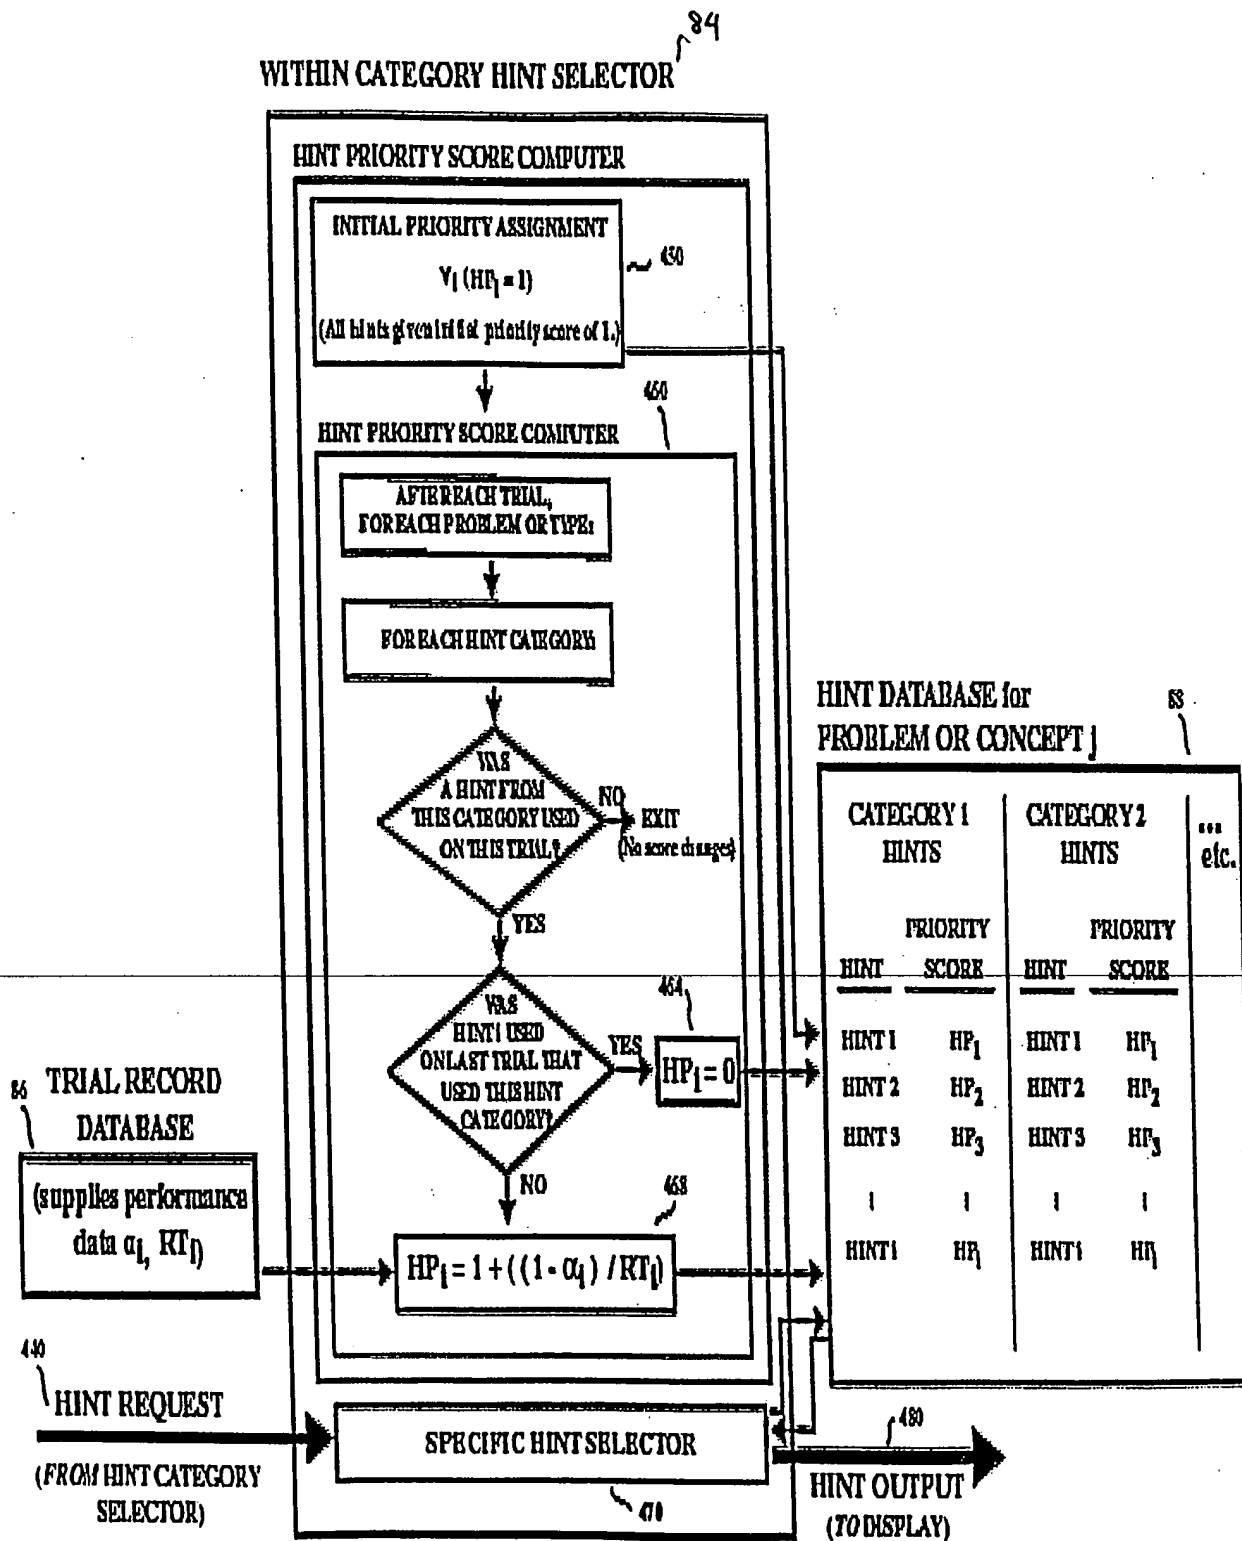 84
WITHIN CATEGORY HINT SELECTOR
HINT PRIORITY SCORE COMPUTER
INITIAL PRIORITY ASSIGNMENT
∀i (HPi = 1)
(All hints given initial priority score of 1.)
450
460
HINT PRIORITY SCORE COMPUTER
AFTER EACH TRIAL,
FOR EACH PROBLEM OR TYPE:
FOR EACH HINT CATEGORY:
WAS
A HINT FROM
THIS CATEGORY USED
ON THIS TRIAL?
NO
EXIT
(No score changes)
YES
WAS
HINT i USED
ON LAST TRIAL THAT
USED THIS HINT
CATEGORY?
YES
464
HPi = 0
NO
468
HPi = 1 + ((1 - αi) / RTi)
86
TRIAL RECORD
DATABASE
(supplies performance
data αi, RTi)
440
HINT REQUEST
(FROM HINT CATEGORY
SELECTOR)
SPECIFIC HINT SELECTOR
470
480
HINT OUTPUT
(TO DISPLAY)
HINT DATABASE for
PROBLEM OR CONCEPT j
88
CATEGORY 1
HINTS
CATEGORY 2
HINTS
...
etc.
PRIORITY PRIORITY
HINT SCORE HINT SCORE
HINT 1 HP1 HINT 1 HP1
HINT 2 HP2 HINT 2 HP2
HINT 3 HP3 HINT 3 HP3
HINT i HPi HINT i HPi